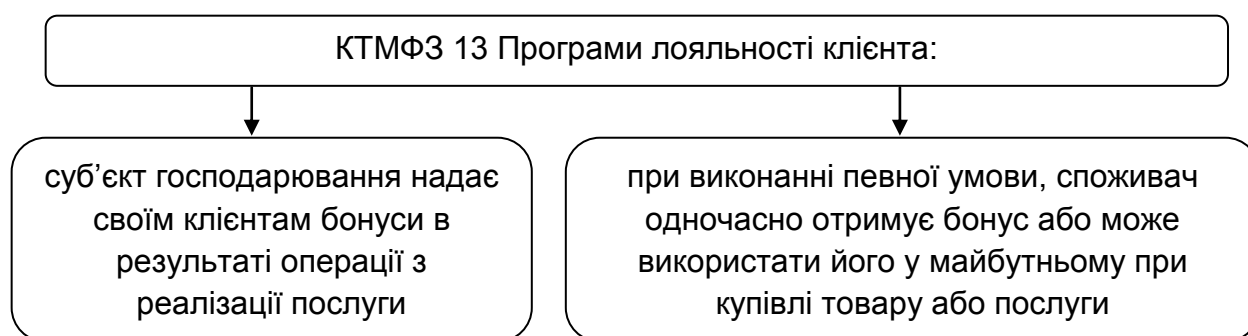 КТМФЗ 13 Програми лояльності клієнта:
суб’єкт господарювання надає
своїм клієнтам бонуси в
результаті операції з
реалізації послуги
при виконанні певної умови, споживач
одночасно отримує бонус або може
використати його у майбутньому при
купівлі товару або послуги